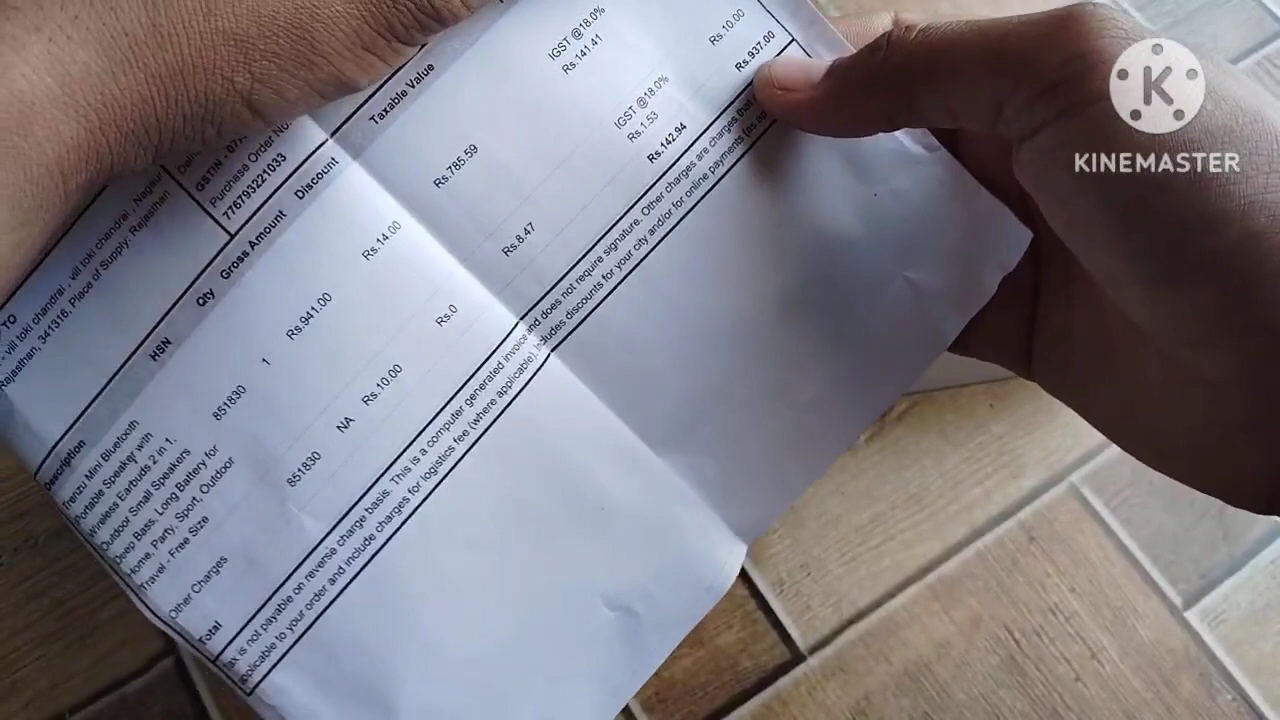 KINEMASTER
TO
- vill toki chandrai , Nagaur
Rajasthan, 341316, Place of Supply: Rajasthan
GSTIN -
Purchase Order No.
776793221033
Description HSN Qty Gross Amount Discount Taxable Value
Trenzu Mini Bluetooth
Portable Speaker with
Wireless Earbuds 2 in 1,
Outdoor Small Speakers
Deep Bass, Long Battery for
Home, Party, Sport, Outdoor
Travel - Free Size
851830 1 Rs.941.00 Rs.14.00 Rs.785.59 IGST @18.0%
Rs.141.41
Other Charges 851830 NA Rs.10.00 Rs.0 Rs.8.47 IGST @18.0%
Rs.1.53 Rs.10.00
Total Rs.142.94 Rs.937.00
Tax is not payable on reverse charge basis. This is a computer generated invoice and does not require signature. Other charges are charges that
applicable to your order and include charges for logistics fee (where applicable). Includes discounts for your city and/or for online payments (as